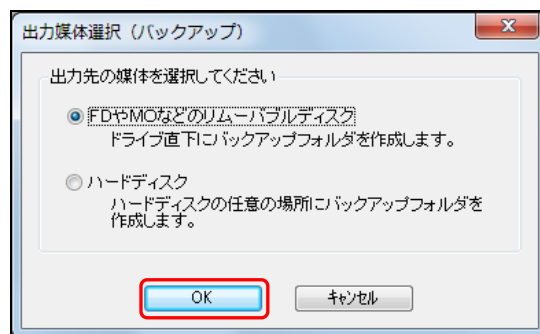 出力媒体選択（バックアップ）
出力先の媒体を選択してください
FDやMOなどのリムーバブルディスク
ドライブ直下にバックアップフォルダを作成します。
ハードディスク
ハードディスクの任意の場所にバックアップフォルダを
作成します。
OK
キャンセル